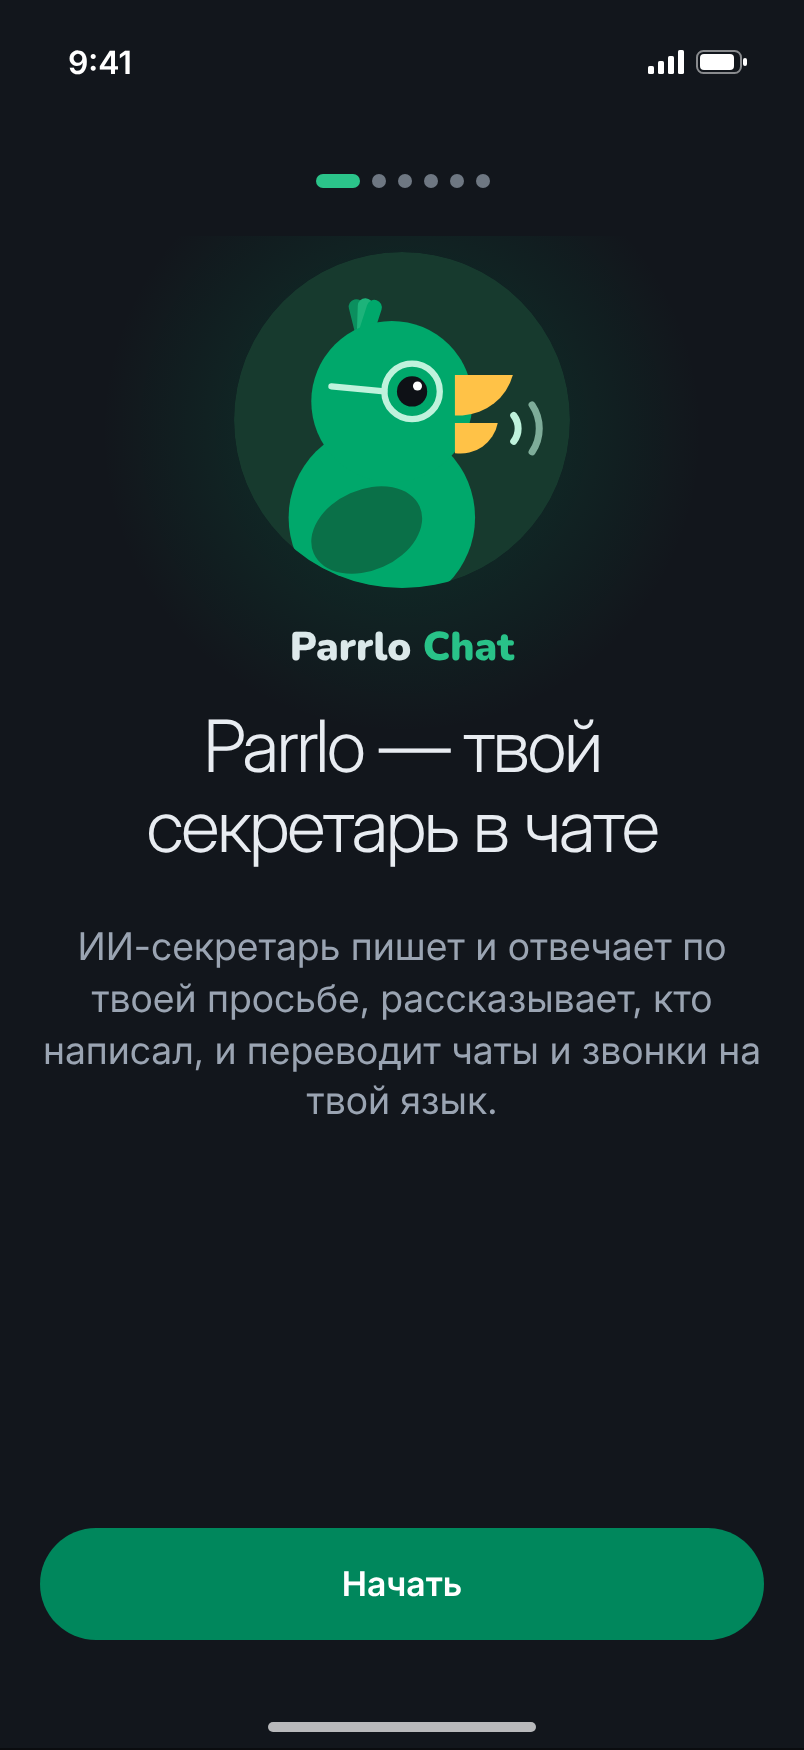 9:41
Parrlo Chat
Parrlo — твой
секретарь в чате
ИИ-секретарь пишет и отвечает по
твоей просьбе, рассказывает, кто
написал, и переводит чаты и звонки на
твой язык.
Начать